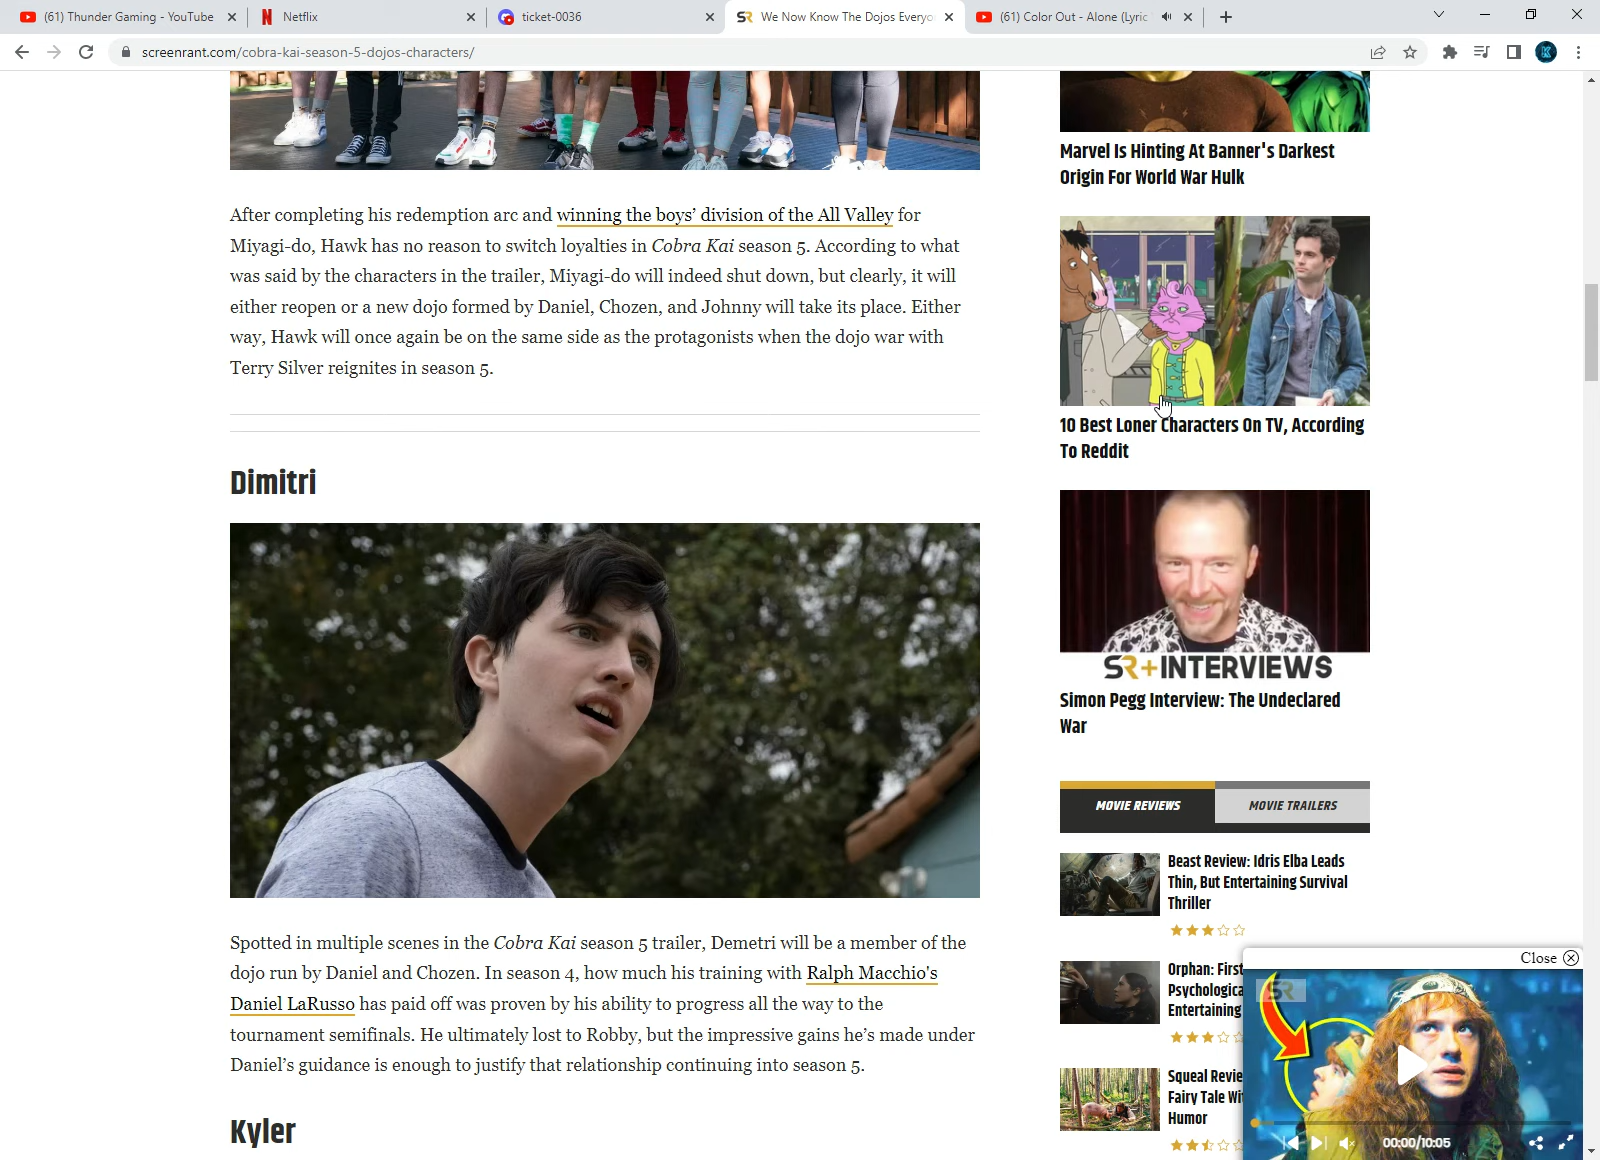 (61) Thunder Gaming - YouTube
Netflix
ticket-0036
We Now Know The Dojos Everyo
(61) Color Out - Alone (Lyric
screenrant.com/cobra-kai-season-5-dojos-characters/
K
After completing his redemption arc and winning the boys’ division of the All Valley for
Miyagi-do, Hawk has no reason to switch loyalties in Cobra Kai season 5. According to what
was said by the characters in the trailer, Miyagi-do will indeed shut down, but clearly, it will
either reopen or a new dojo formed by Daniel, Chozen, and Johnny will take its place. Either
way, Hawk will once again be on the same side as the protagonists when the dojo war with
Terry Silver reignites in season 5.
Dimitri
Spotted in multiple scenes in the Cobra Kai season 5 trailer, Demetri will be a member of the
dojo run by Daniel and Chozen. In season 4, how much his training with Ralph Macchio's
Daniel LaRusso has paid off was proven by his ability to progress all the way to the
tournament semifinals. He ultimately lost to Robby, but the impressive gains he’s made under
Daniel’s guidance is enough to justify that relationship continuing into season 5.
Kyler
Marvel Is Hinting At Banner's Darkest
Origin For World War Hulk
10 Best Loner Characters On TV, According
To Reddit
SR+INTERVIEWS
Simon Pegg Interview: The Undeclared
War
MOVIE REVIEWS
MOVIE TRAILERS
Beast Review: Idris Elba Leads
Thin, But Entertaining Survival
Thriller
Orphan: First
Psychologica
Entertaining
Squeal Revie
Fairy Tale Wi
Humor
Close
SR
00:00/10:05